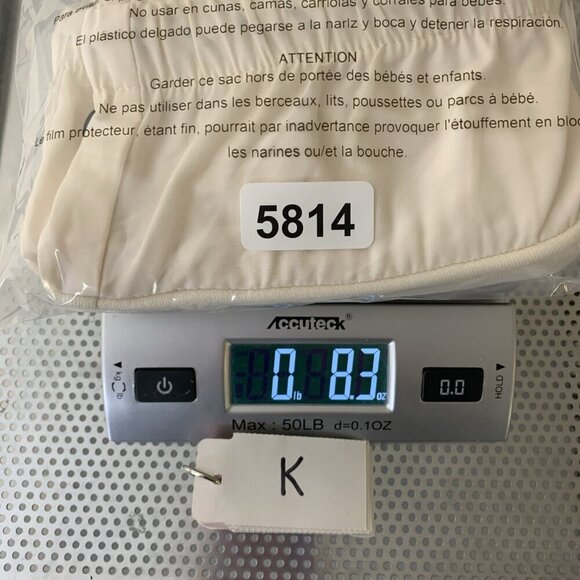 No usar en cunas, camas, carriolas y corrales para bebés.
El plástico delgado puede pegarse a la nariz y boca y detener la respiración.
ATTENTION
Garder ce sac hors de portée des bébés et enfants.
Ne pas utiliser dans les berceaux, lits, poussettes ou parcs à bébé.
Le film protecteur, étant fin, pourrait par inadvertance provoquer l'étouffement en
les narines ou/et la bouche.
5814
Accuteck®
kg lb
0 lb 8.3 oz
0.0
HOLD
Max : 50LB d=0.1OZ
K